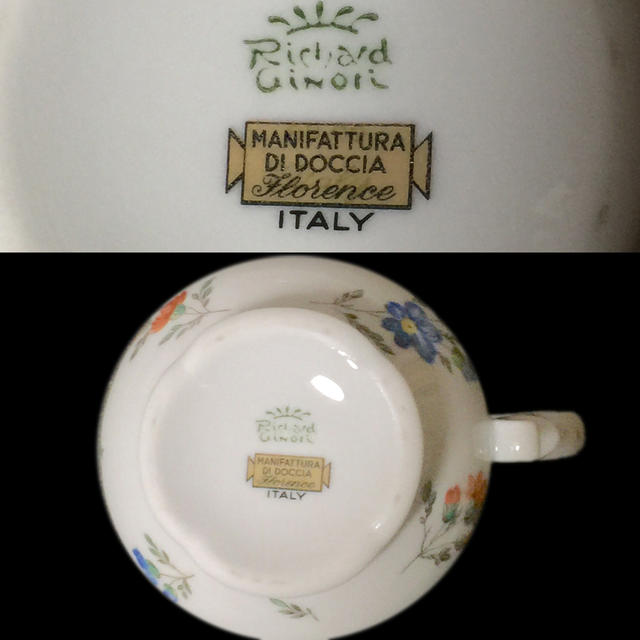 Richard
Ginori
MANIFATTURA
DI DOCCIA
Florence
ITALY
Richard
Ginori
MANIFATTURA
DI DOCCIA
Florence
ITALY